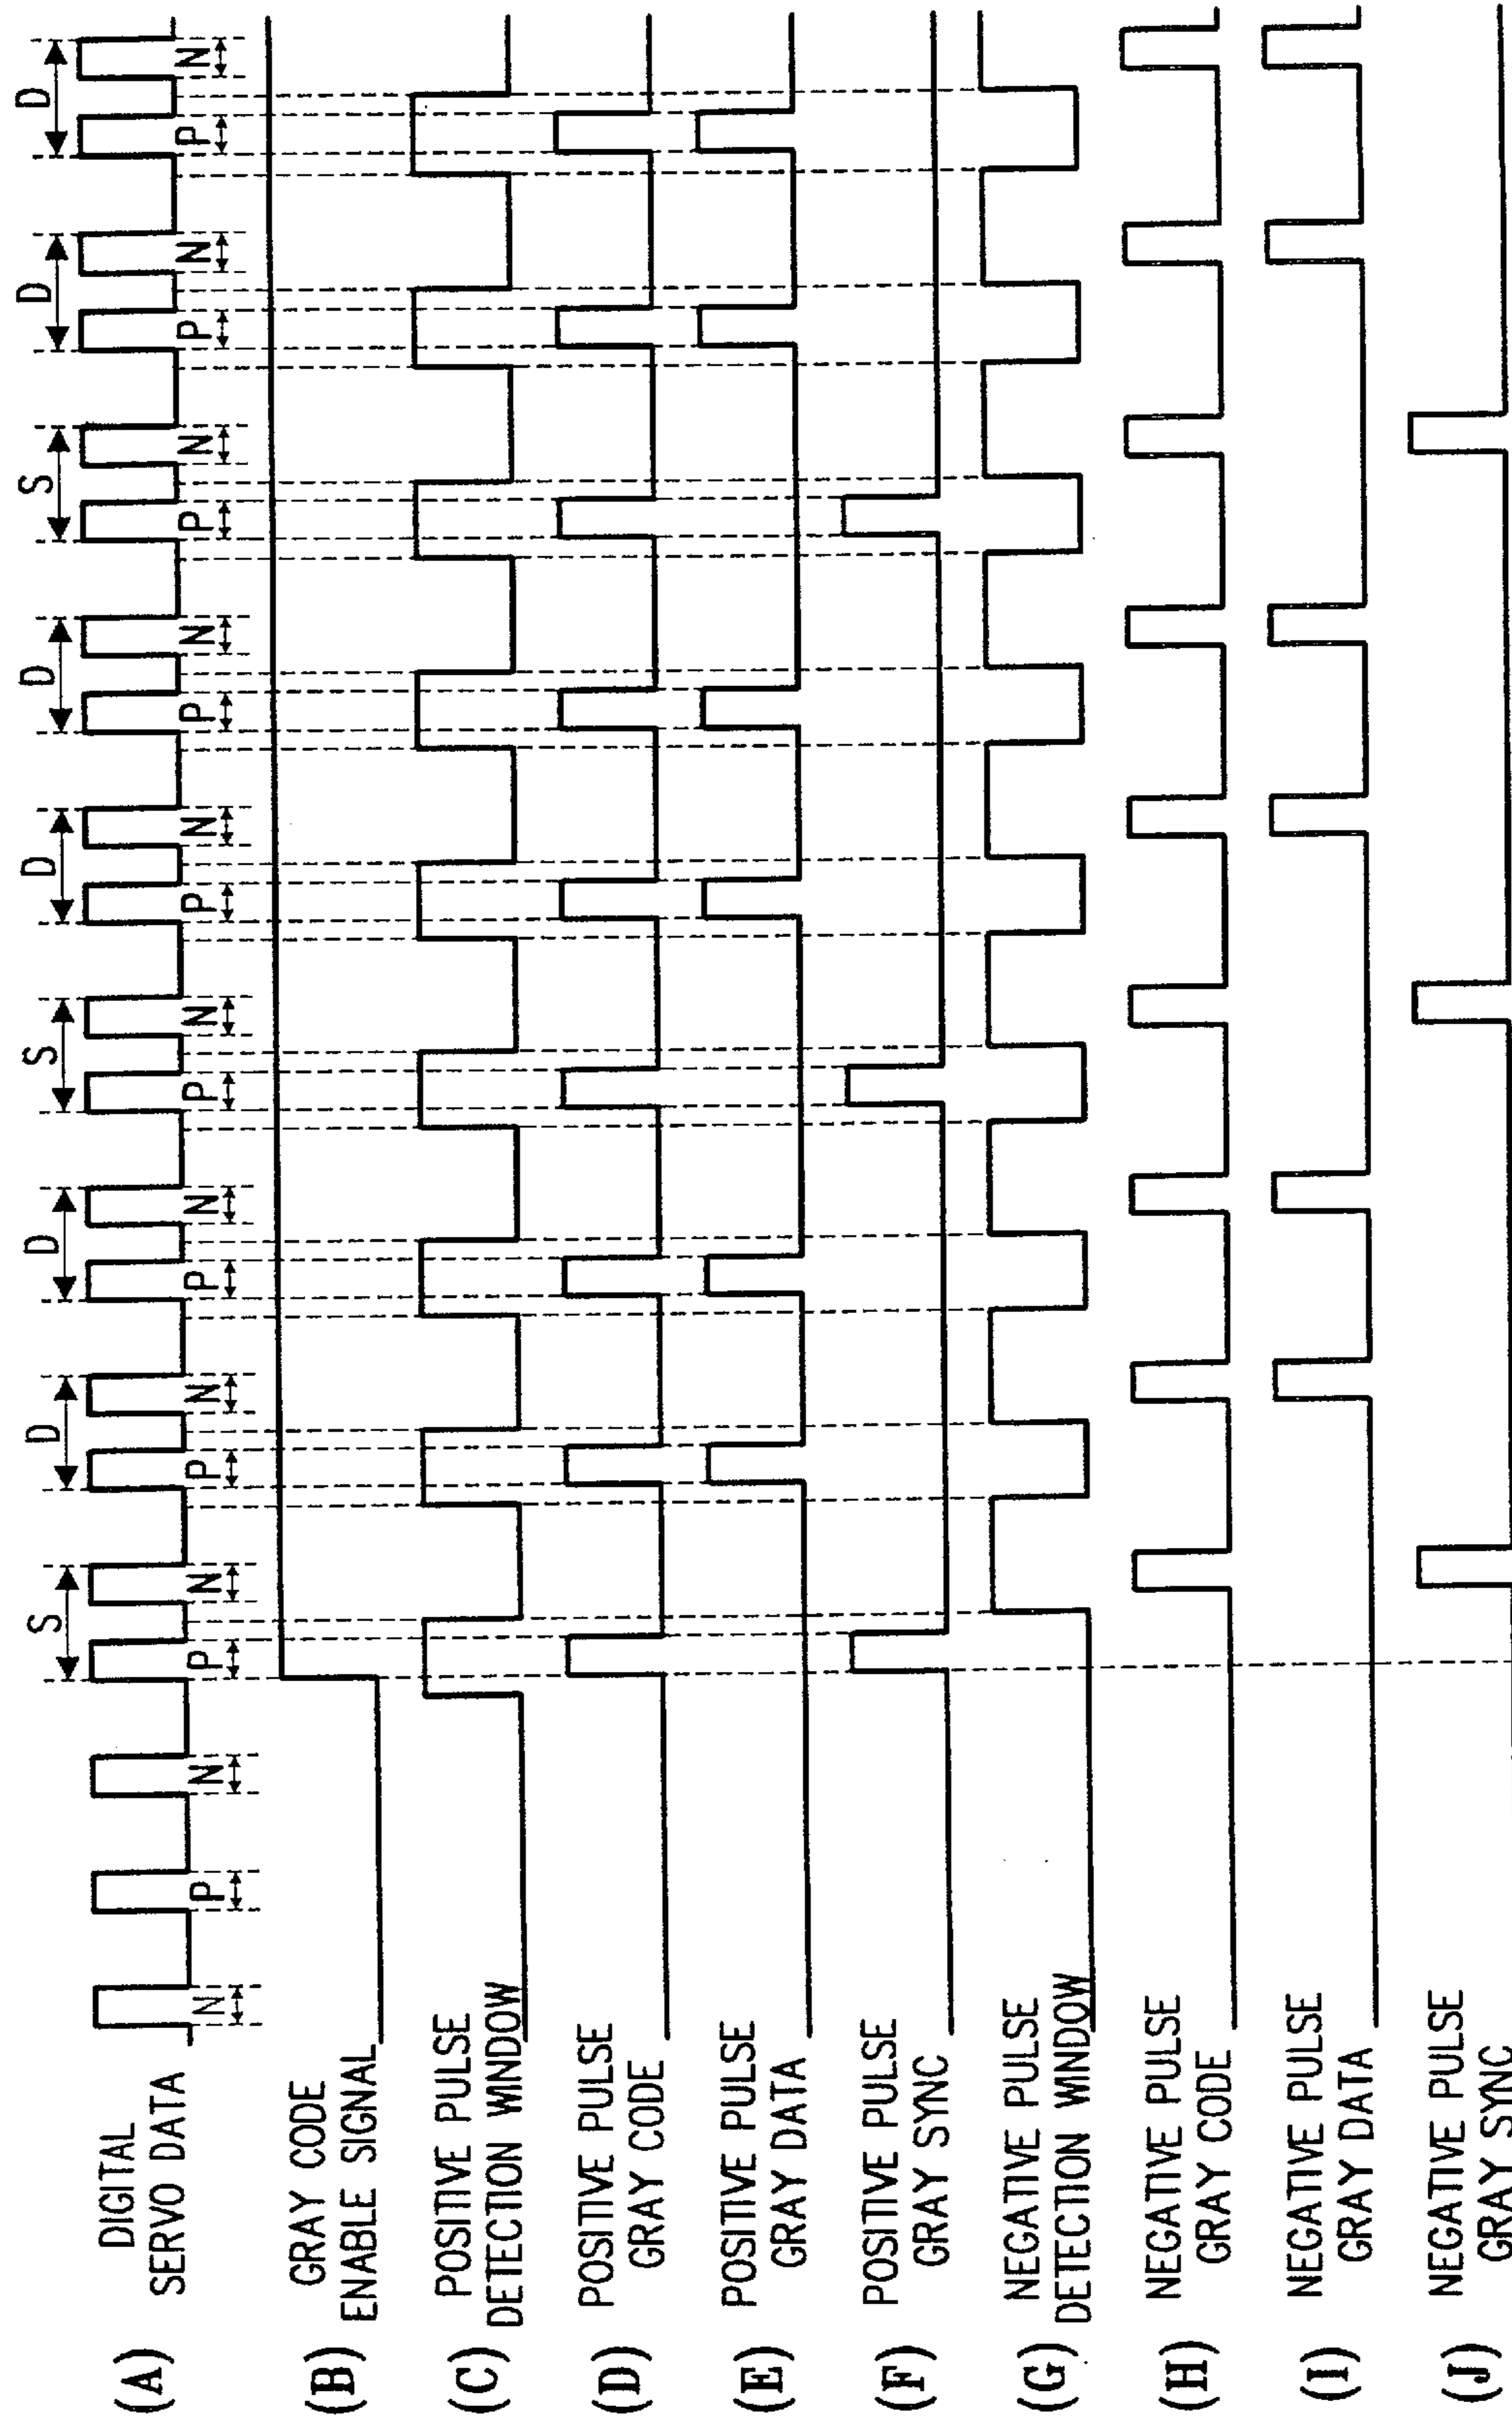 S D D S D D S D D
(A) DIGITAL
SERVO DATA
N P N P N P N P N P N P N P N P N P N P N
(B) GRAY CODE
ENABLE SIGNAL
(C) POSITIVE PULSE
DETECTION WINDOW
(D) POSITIVE PULSE
GRAY CODE
(E) POSITIVE PULSE
GRAY DATA
(F) POSITIVE PULSE
GRAY SYNC
(G) NEGATIVE PULSE
DETECTION WINDOW
(H) NEGATIVE PULSE
GRAY CODE
(I) NEGATIVE PULSE
GRAY DATA
(J) NEGATIVE PULSE
GRAY SYNC